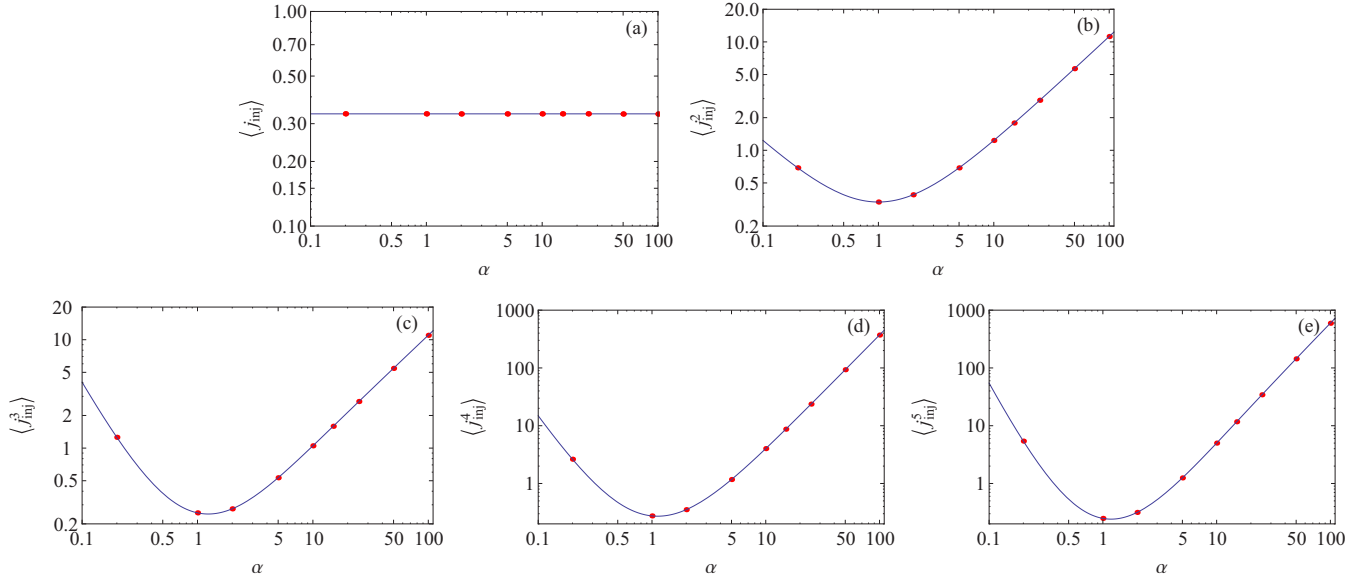 (a)
1.00
0.70
0.50
0.30
0.20
0.15
0.10
⟨j_inj⟩
0.1 0.5 1 5 10 50 100
α
(b)
20.0
10.0
5.0
2.0
1.0
0.5
0.2
⟨j²_inj⟩
0.1 0.5 1 5 10 50 100
α
(c)
20
10
5
2
1
0.5
0.2
⟨j³_inj⟩
0.1 0.5 1 5 10 50 100
α
(d)
1000
100
10
1
⟨j⁴_inj⟩
0.1 0.5 1 5 10 50 100
α
(e)
1000
100
10
1
⟨j⁵_inj⟩
0.1 0.5 1 5 10 50 100
α